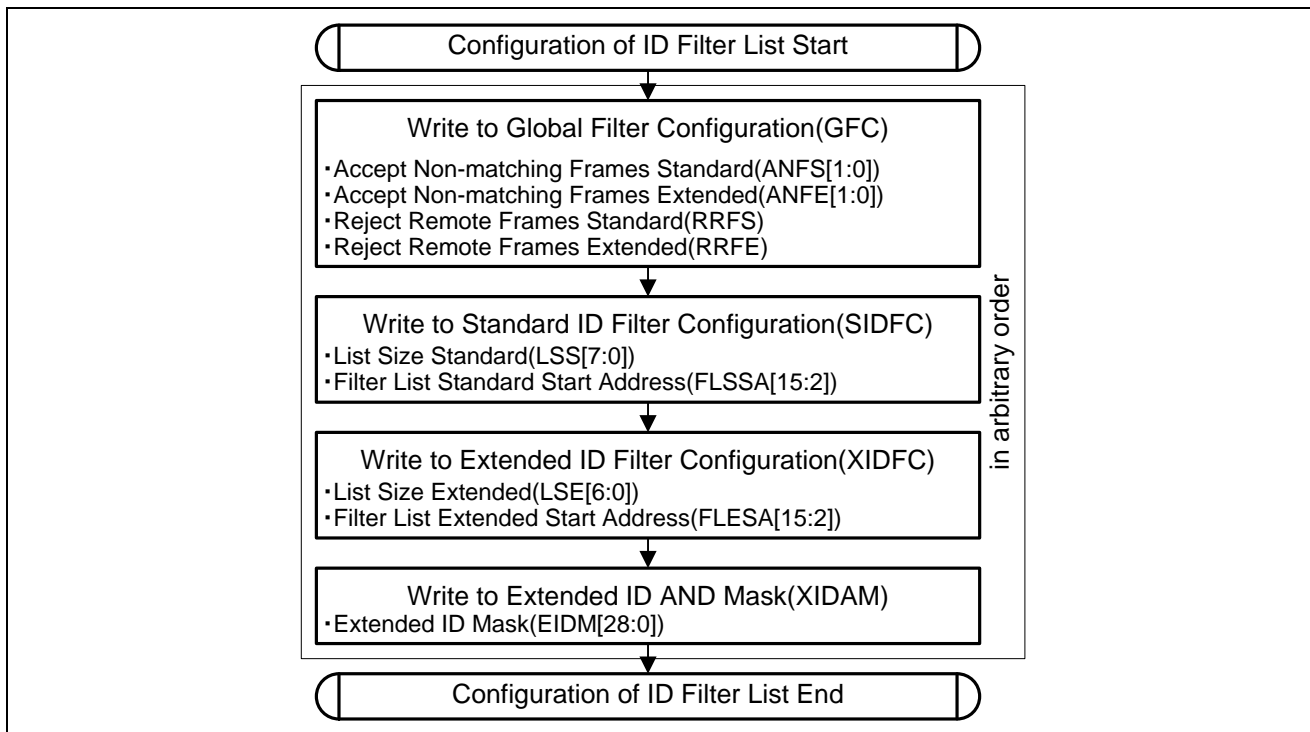 Configuration of ID Filter List Start
Write to Global Filter Configuration(GFC)
・Accept Non-matching Frames Standard(ANFS[1:0])
・Accept Non-matching Frames Extended(ANFE[1:0])
・Reject Remote Frames Standard(RRFS)
・Reject Remote Frames Extended(RRFE)
Write to Standard ID Filter Configuration(SIDFC)
・List Size Standard(LSS[7:0])
・Filter List Standard Start Address(FLSSA[15:2])
Write to Extended ID Filter Configuration(XIDFC)
・List Size Extended(LSE[6:0])
・Filter List Extended Start Address(FLESA[15:2])
Write to Extended ID AND Mask(XIDAM)
・Extended ID Mask(EIDM[28:0])
in arbitrary order
Configuration of ID Filter List End